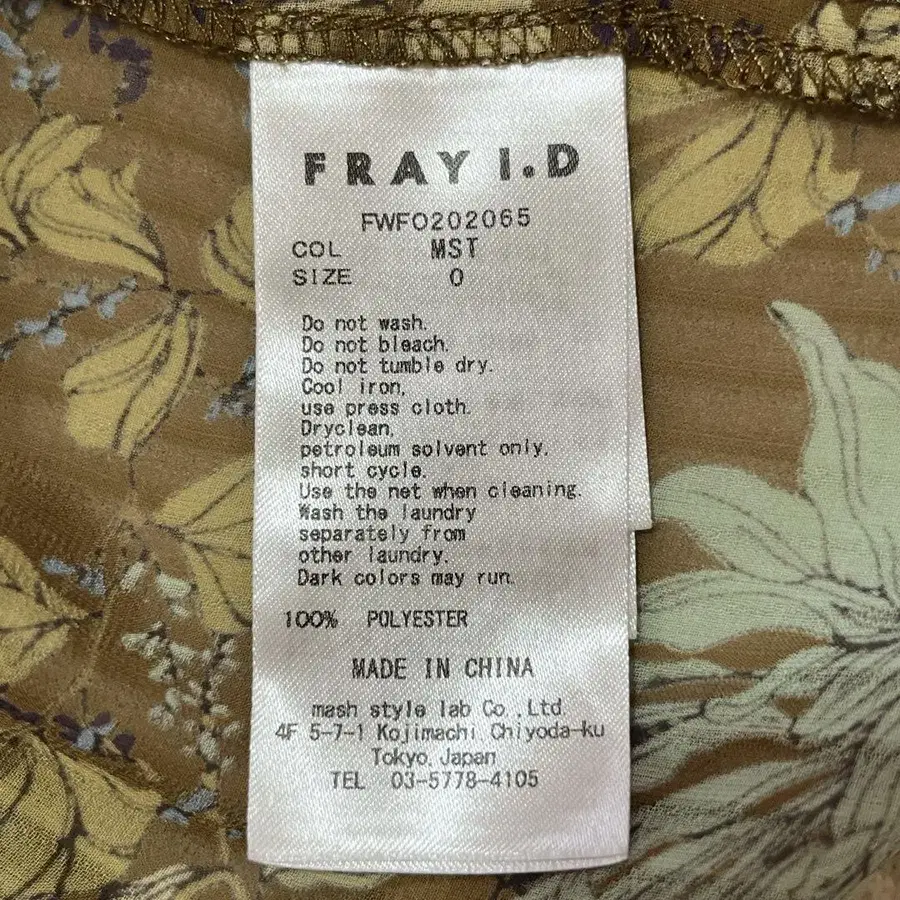 FRAY I.D
FWFO202065
COL MST
SIZE 0
Do not wash.
Do not bleach.
Do not tumble dry.
Cool iron,
use press cloth.
Dryclean,
petroleum solvent only,
short cycle.
Use the net when cleaning.
Wash the laundry
separately from
other laundry.
Dark colors may run.
100% POLYESTER
MADE IN CHINA
mash style lab Co.,Ltd
4F 5-7-1 Kojimachi Chiyoda-ku
Tokyo, Japan
TEL 03-5778-4105